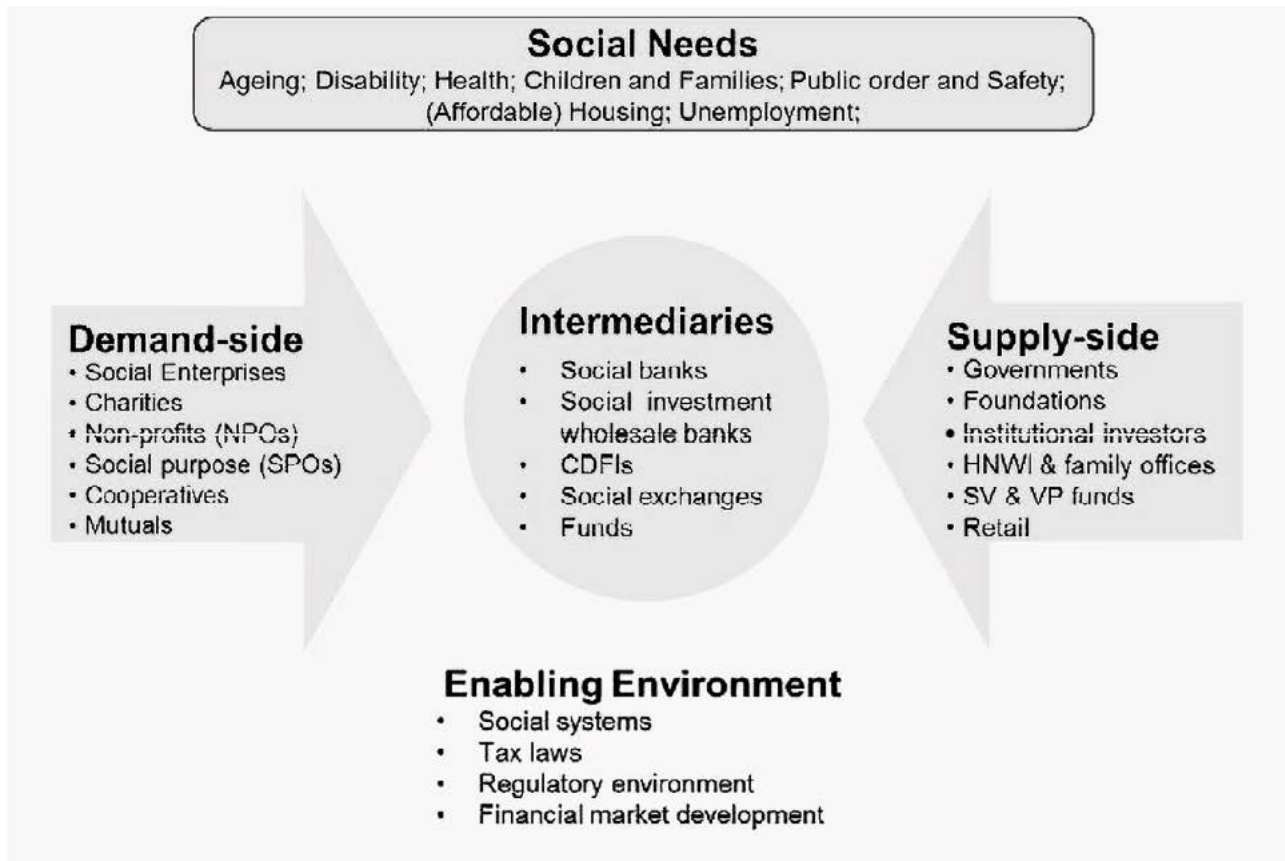 Social Needs
Ageing; Disability; Health; Children and Families; Public order and Safety;
(Affordable) Housing; Unemployment;
Demand-side
• Social Enterprises
• Charities
• Non-profits (NPOs)
• Social purpose (SPOs)
• Cooperatives
• Mutuals
Intermediaries
• Social banks
• Social investment
wholesale banks
• CDFIs
• Social exchanges
• Funds
Supply-side
• Governments
• Foundations
• Institutional investors
• HNWI & family offices
• SV & VP funds
• Retail
Enabling Environment
• Social systems
• Tax laws
• Regulatory environment
• Financial market development